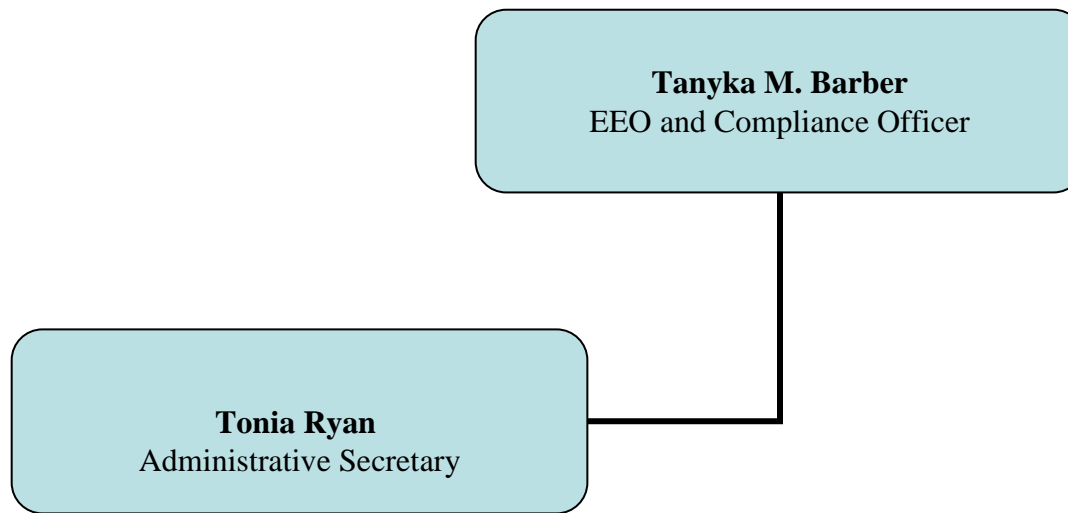 Tanyka M. Barber
EEO and Compliance Officer
Tonia Ryan
Administrative Secretary